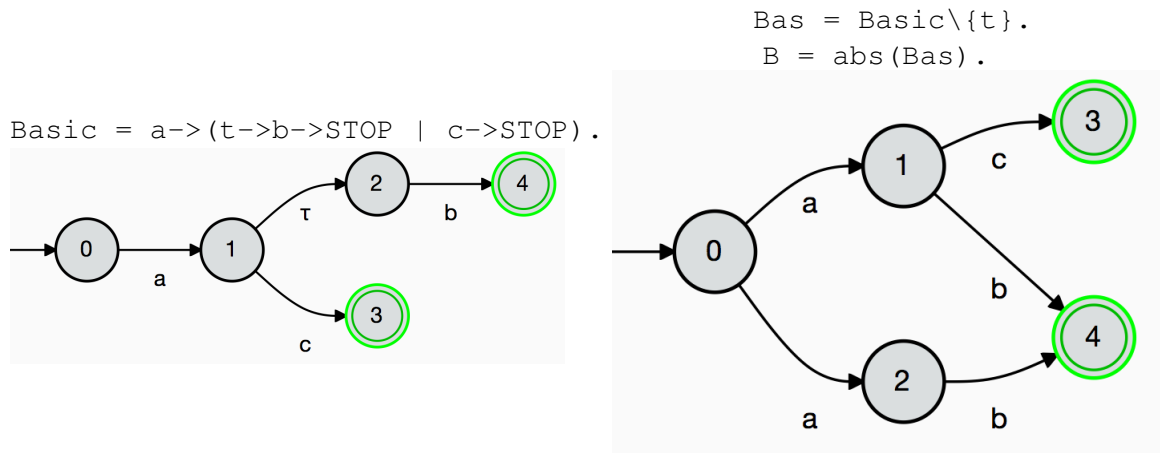 Basic = a->(t->b->STOP | c->STOP).
0
a
1
τ
2
b
4
c
3
Bas = Basic\{t}.
B = abs(Bas).
0
a
1
c
3
b
4
a
2
b